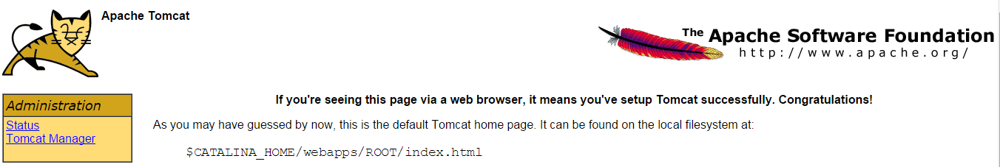 Apache Tomcat
The Apache Software Foundation
http://www.apache.org/
Administration
Status
Tomcat Manager
If you're seeing this page via a web browser, it means you've setup Tomcat successfully. Congratulations!
As you may have guessed by now, this is the default Tomcat home page. It can be found on the local filesystem at:
$CATALINA_HOME/webapps/ROOT/index.html